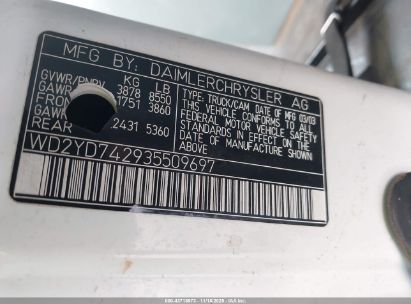 MFG. BY: DAIMLERCHRYSLER AG
KG LB
GVWR/PNBV 3878 8550
GAWR
FRONT 1751 3860
GAWR
REAR 2431 5360
TYPE: TRUCK/CAM DATE OF MFG 03/03
THIS VEHICLE CONFORMS TO ALL APPLICABLE
FEDERAL MOTOR VEHICLE SAFETY
STANDARDS IN EFFECT ON THE DATE OF
MANUFACTURE SHOWN ABOVE
WD2YD742935509697